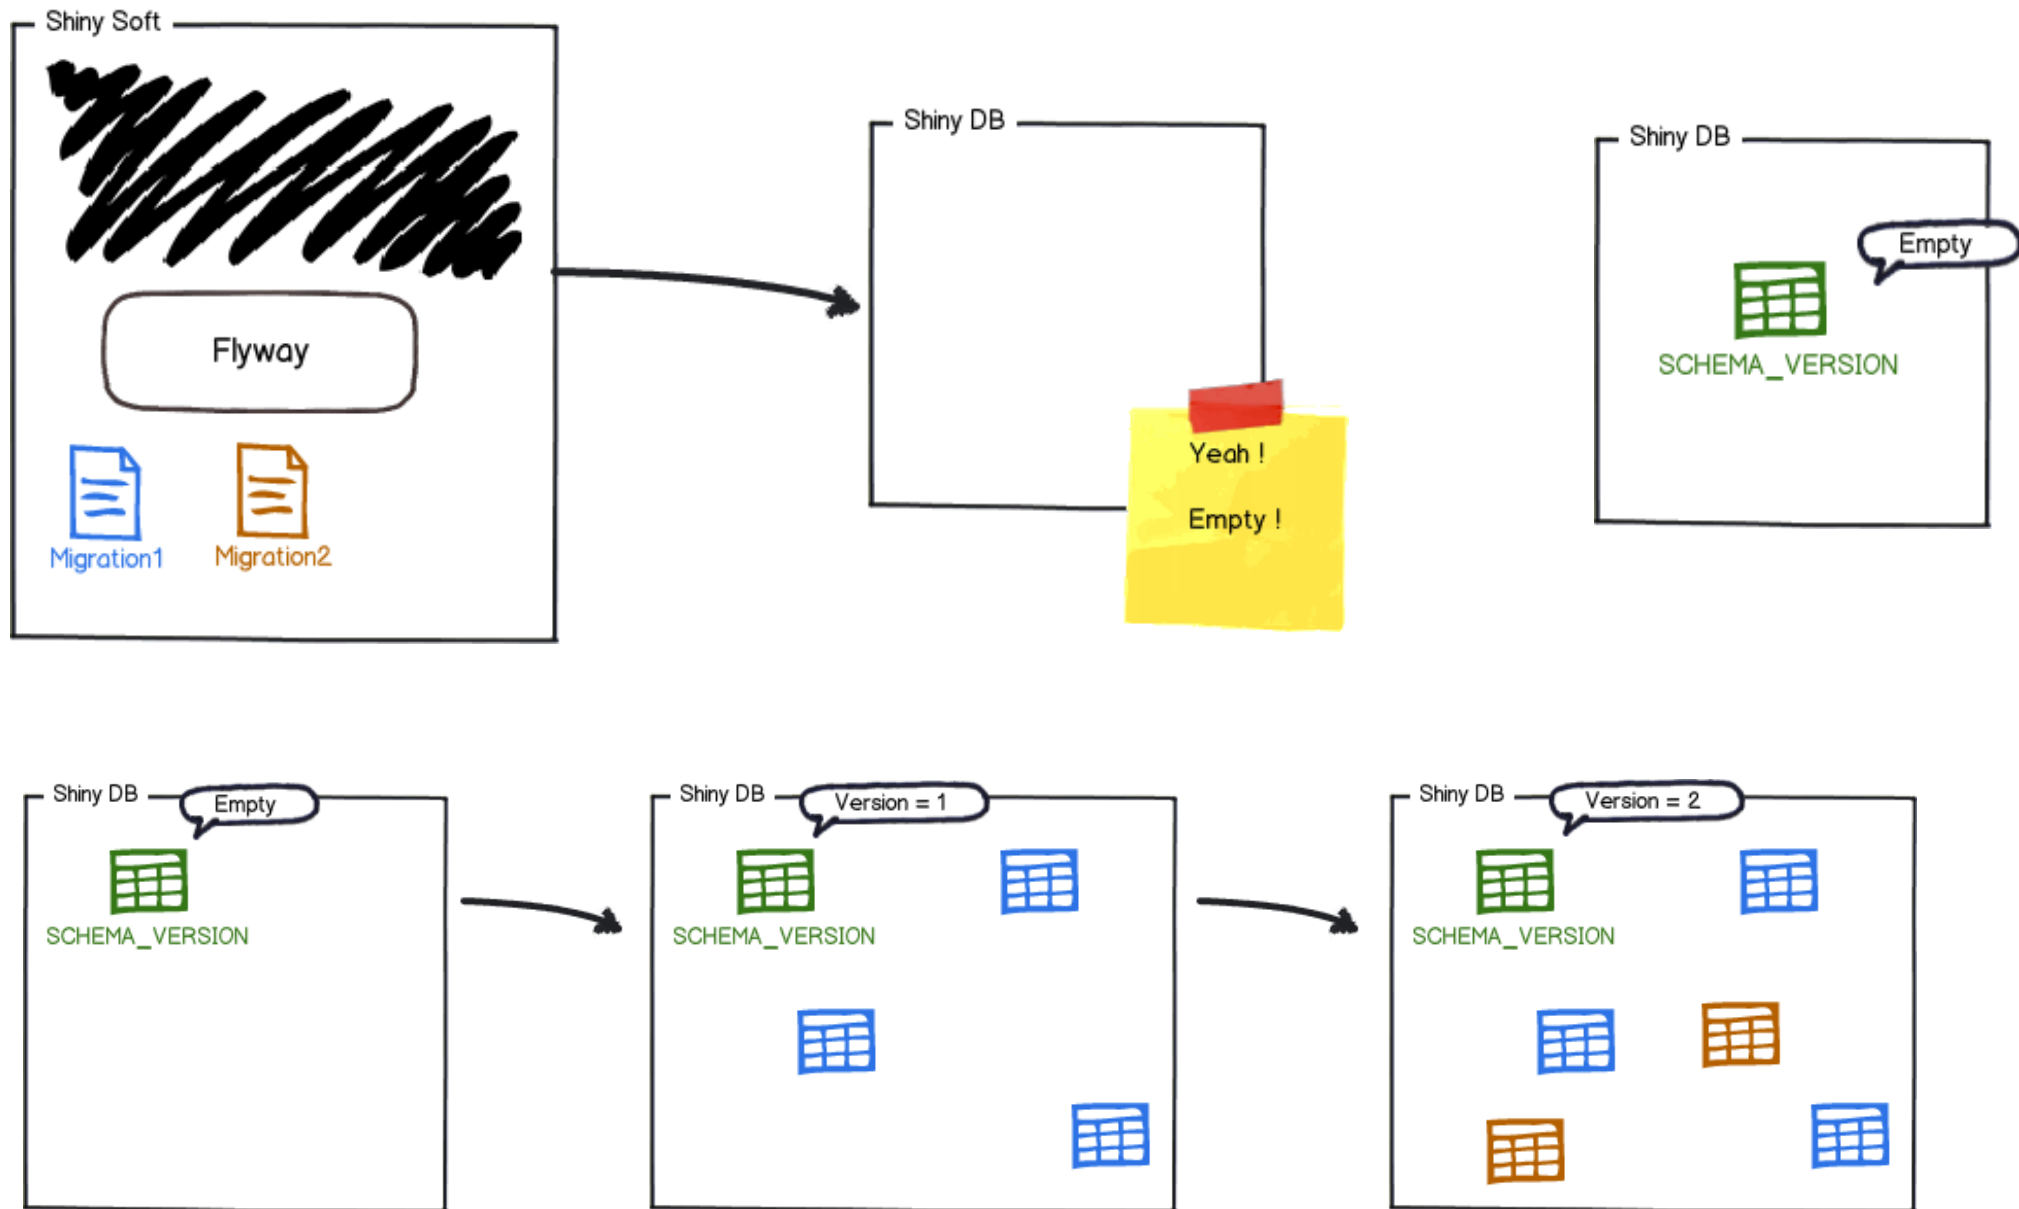 Shiny Soft
Flyway
Migration1
Migration2
Shiny DB
Yeah !
Empty !
Shiny DB
Empty
SCHEMA_VERSION
Shiny DB
Empty
SCHEMA_VERSION
Shiny DB
Version = 1
SCHEMA_VERSION
Shiny DB
Version = 2
SCHEMA_VERSION